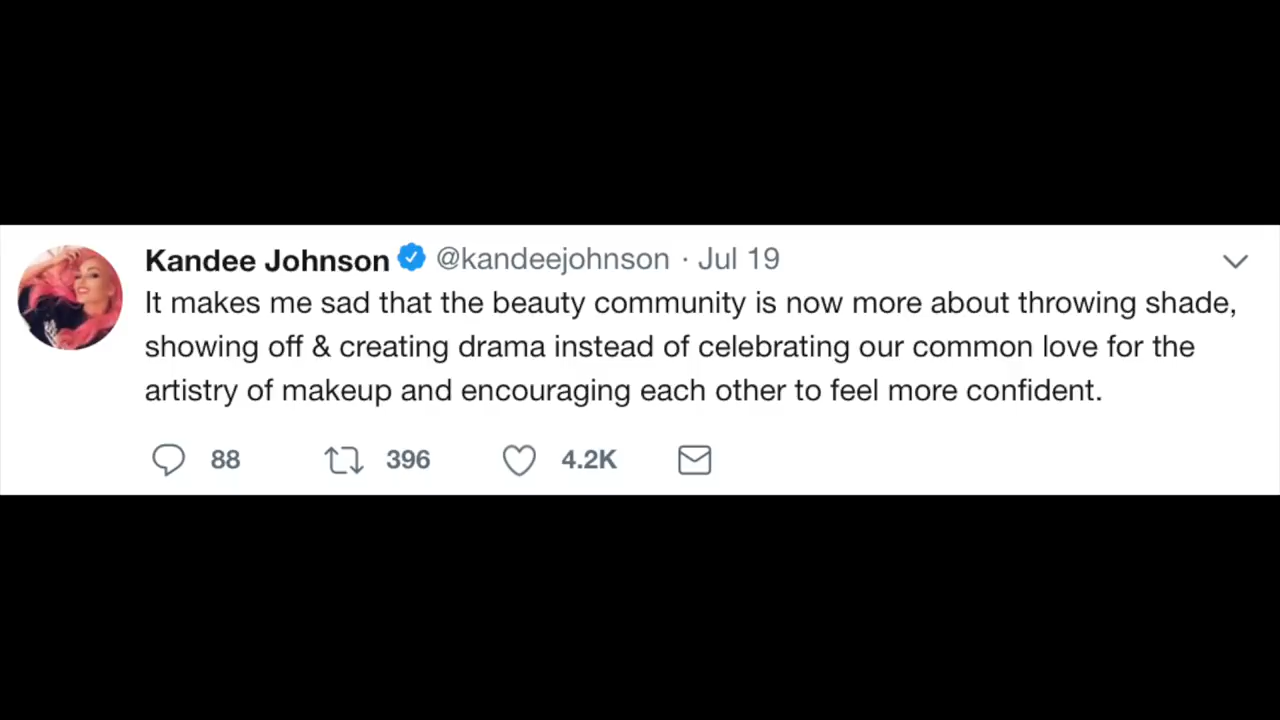 Kandee Johnson @kandeejohnson · Jul 19
It makes me sad that the beauty community is now more about throwing shade,
showing off & creating drama instead of celebrating our common love for the
artistry of makeup and encouraging each other to feel more confident.
88 396 4.2K